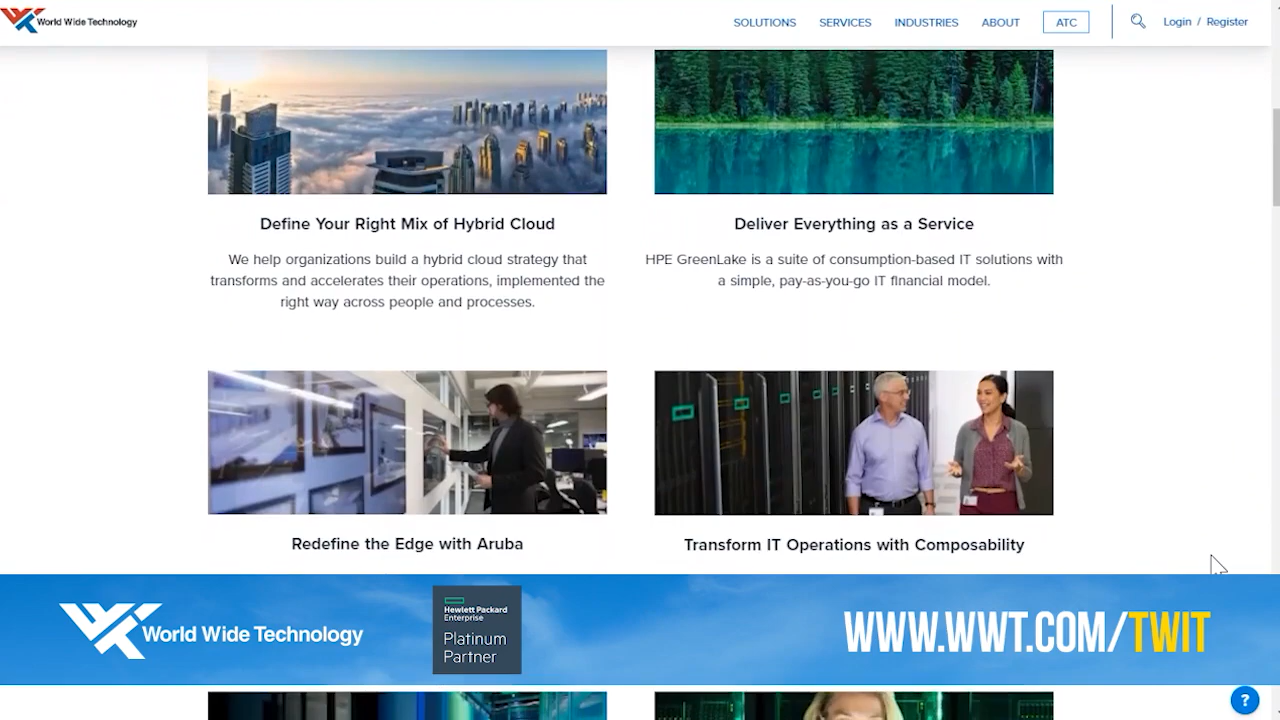 World Wide Technology
SOLUTIONS SERVICES INDUSTRIES ABOUT ATC Login / Register
Define Your Right Mix of Hybrid Cloud
We help organizations build a hybrid cloud strategy that
transforms and accelerates their operations, implemented the
right way across people and processes.
Deliver Everything as a Service
HPE GreenLake is a suite of consumption-based IT solutions with
a simple, pay-as-you-go IT financial model.
Redefine the Edge with Aruba
Transform IT Operations with Composability
World Wide Technology
Hewlett Packard
Enterprise
Platinum
Partner
WWW.WWT.COM/TWIT
?